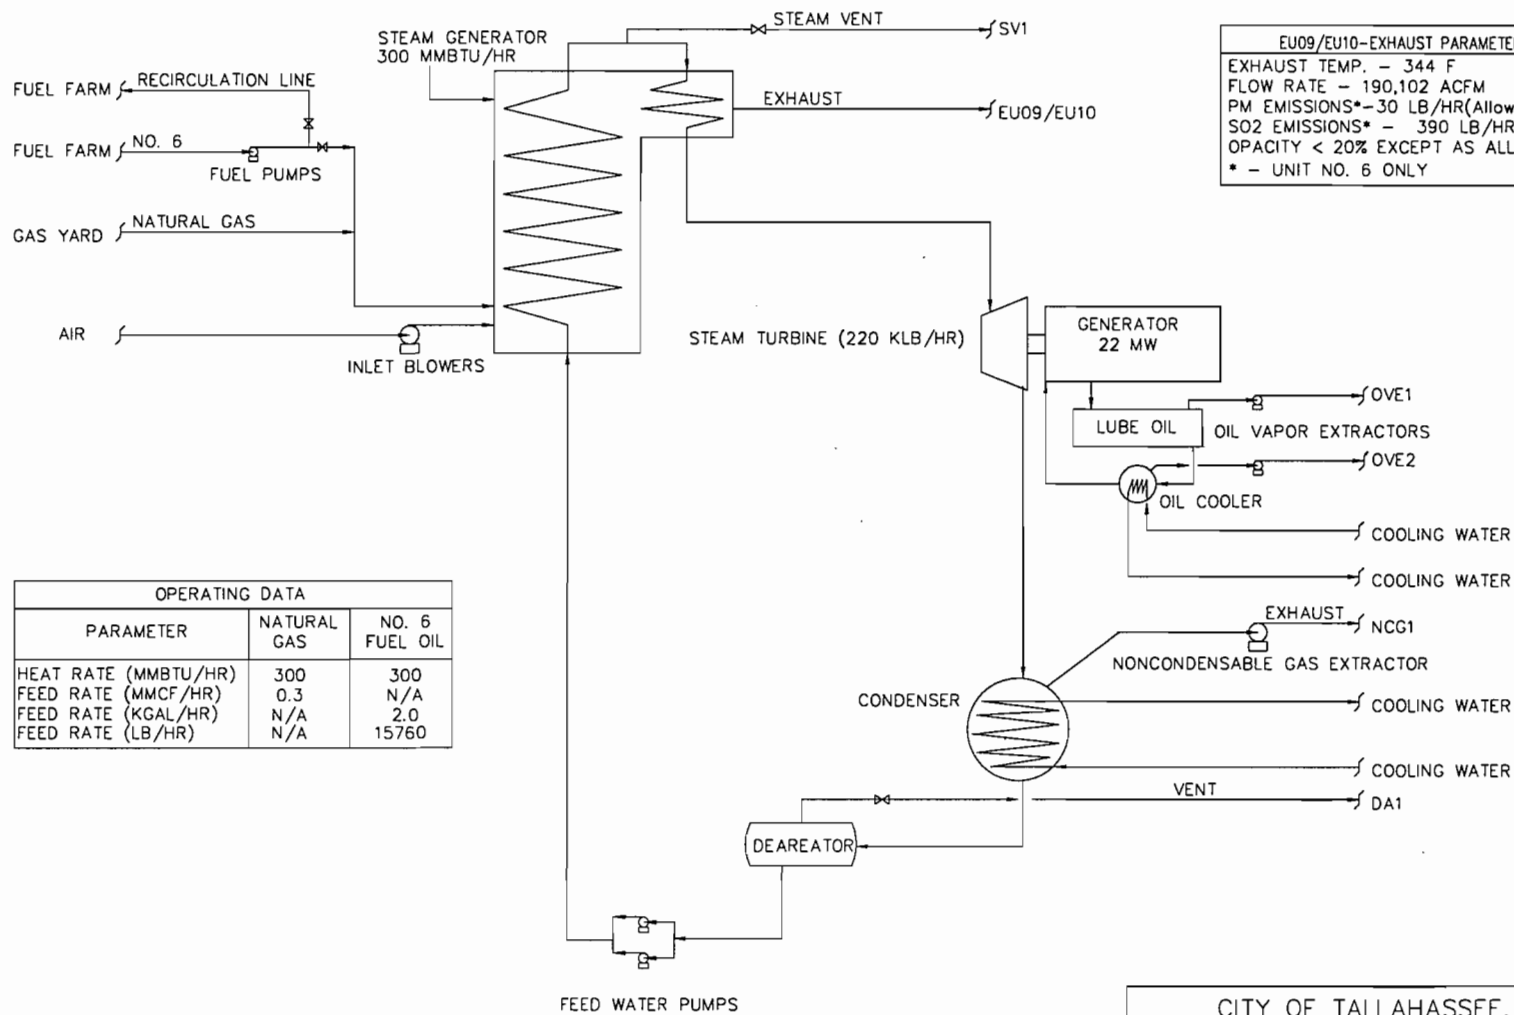 STEAM VENT
SV1
STEAM GENERATOR
300 MMBTU/HR
EU09/EU10-EXHAUST PARAMETE
EXHAUST TEMP. - 344 F
FLOW RATE - 190,102 ACFM
PM EMISSIONS*-30 LB/HR(Allow
SO2 EMISSIONS* - 390 LB/HR
OPACITY < 20% EXCEPT AS ALL
* - UNIT NO. 6 ONLY
FUEL FARM
RECIRCULATION LINE
EXHAUST
EU09/EU10
FUEL FARM
NO. 6
FUEL PUMPS
GAS YARD
NATURAL GAS
AIR
INLET BLOWERS
STEAM TURBINE (220 KLB/HR)
GENERATOR
22 MW
OVE1
LUBE OIL
OIL VAPOR EXTRACTORS
OVE2
OIL COOLER
COOLING WATER
COOLING WATER
OPERATING DATA
PARAMETER
NATURAL
GAS
NO. 6
FUEL OIL
HEAT RATE (MMBTU/HR) 300 300
FEED RATE (MMCF/HR) 0.3 N/A
FEED RATE (KGAL/HR) N/A 2.0
FEED RATE (LB/HR) N/A 15760
EXHAUST
NCG1
NONCONDENSABLE GAS EXTRACTOR
CONDENSER
COOLING WATER
COOLING WATER
VENT
DA1
DEAREATOR
FEED WATER PUMPS
CITY OF TALLAHASSEE,